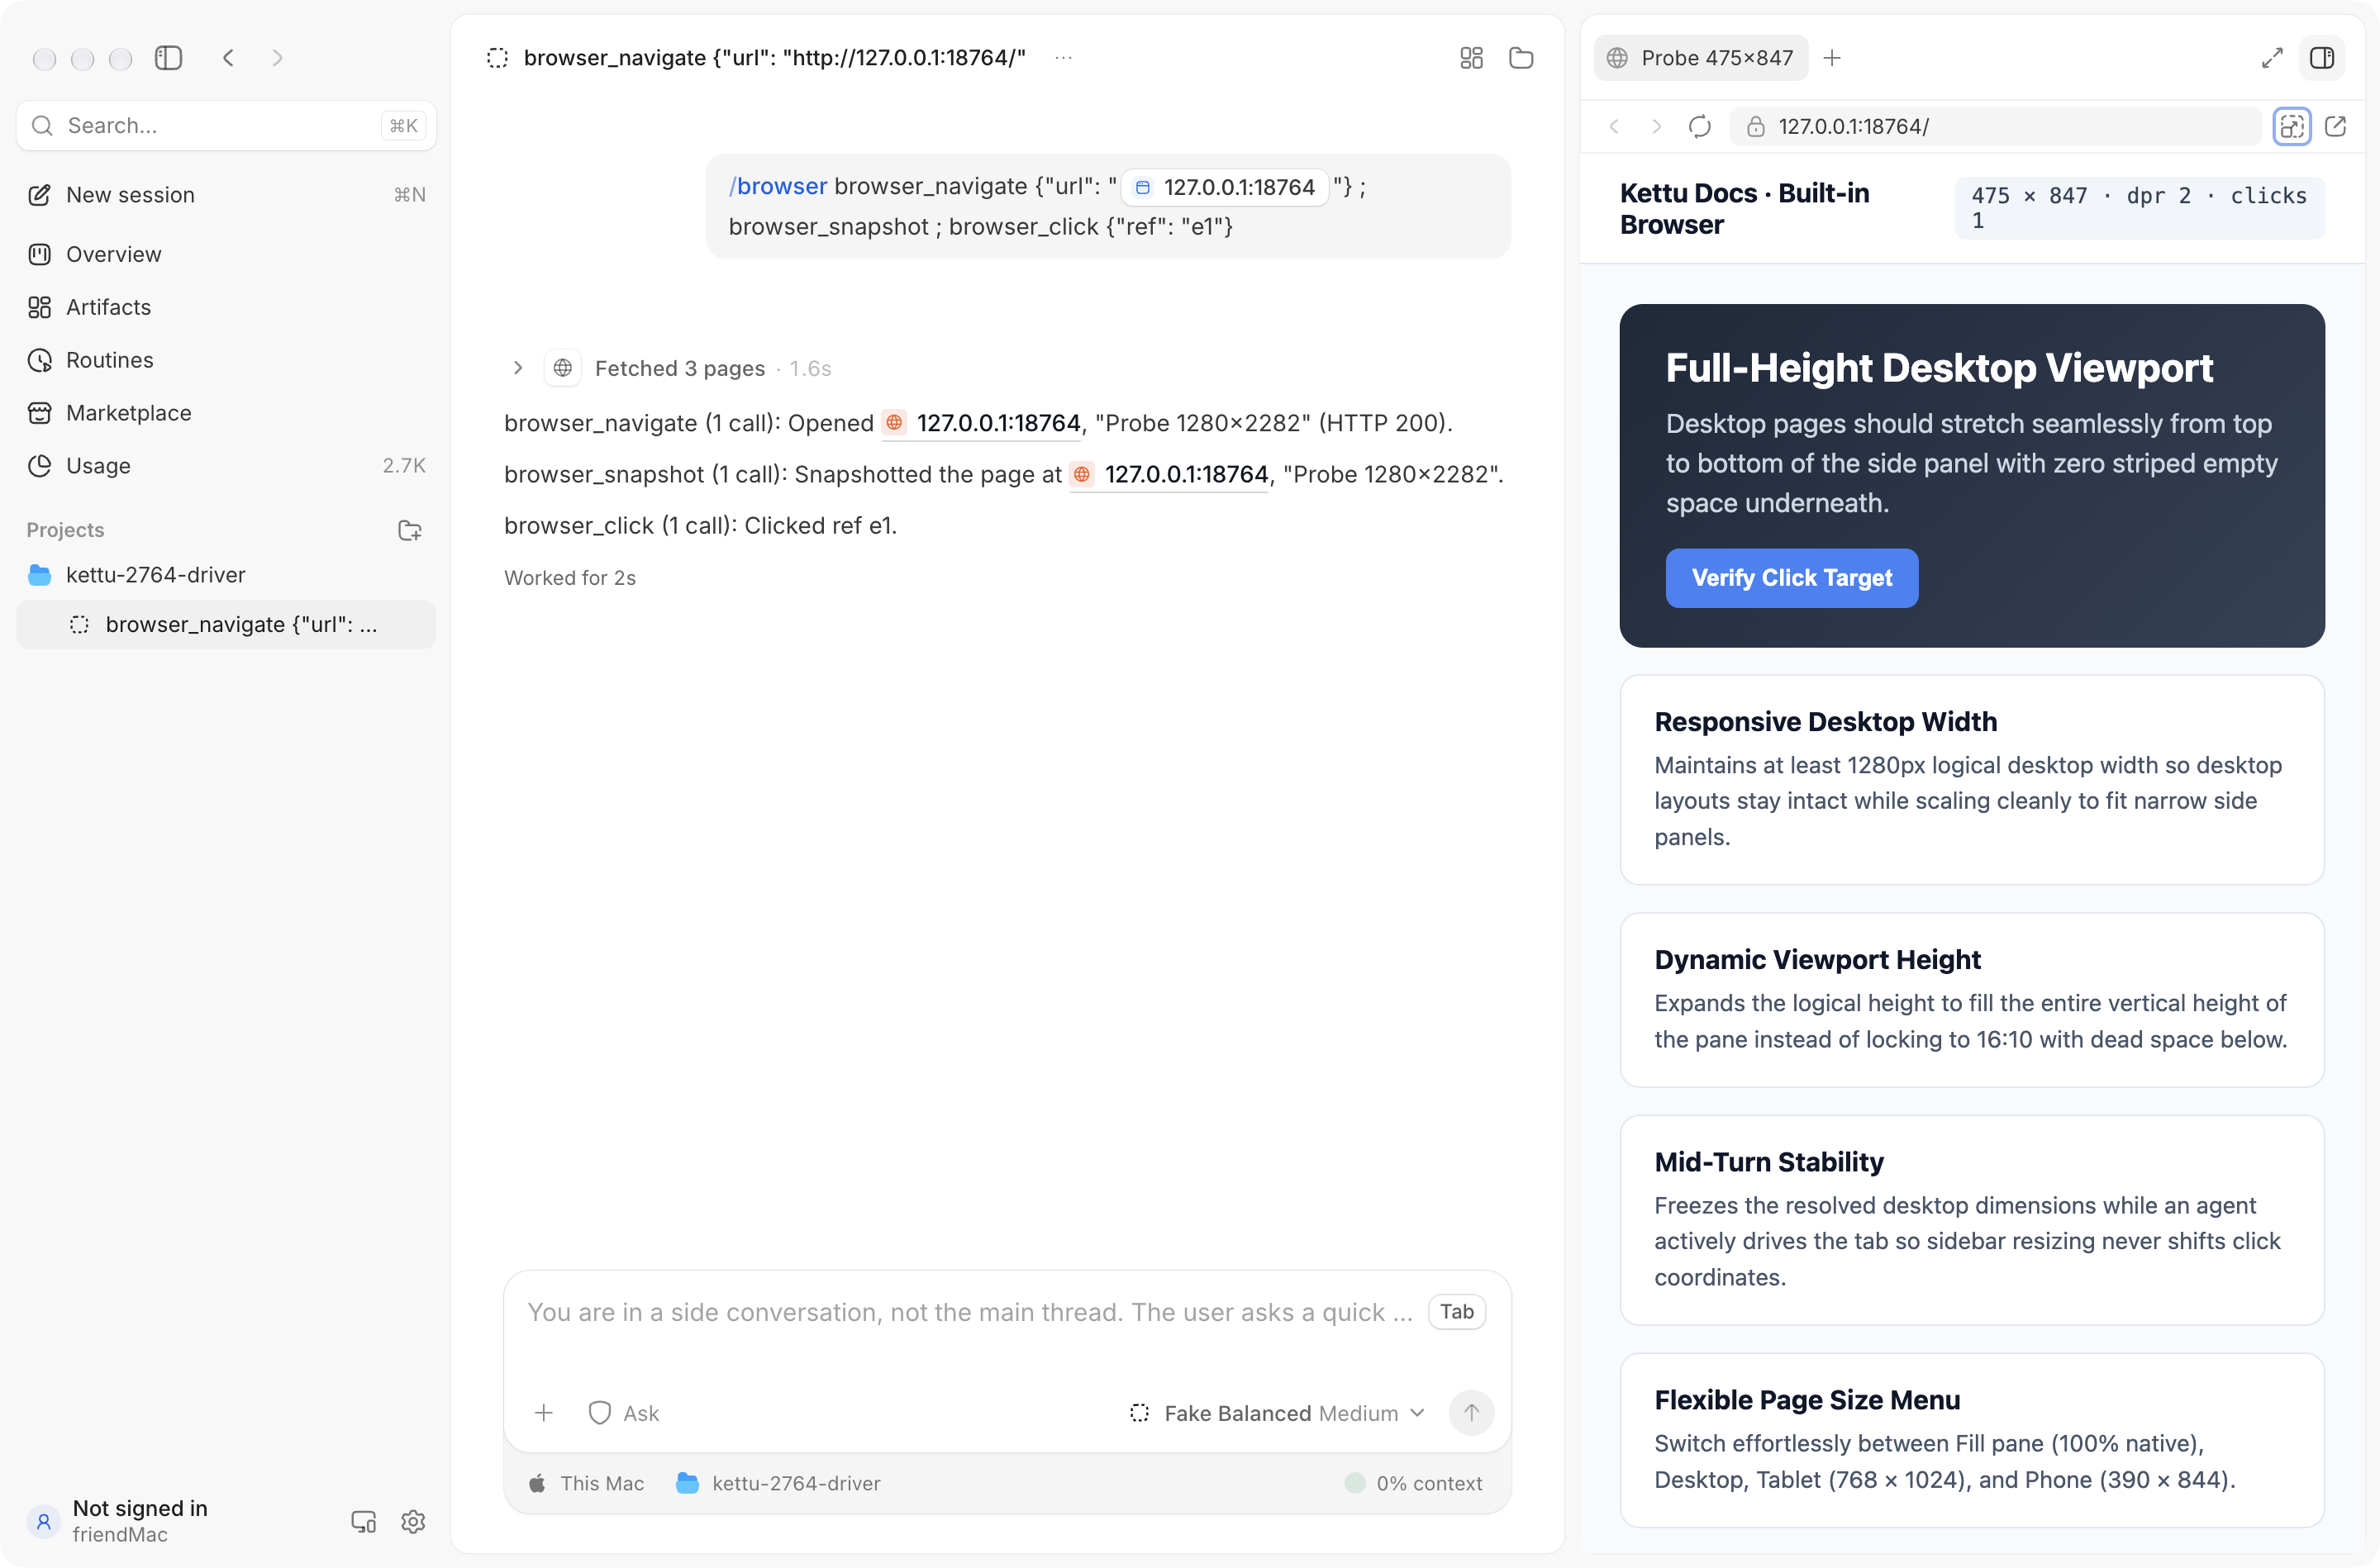 Search...
⌘K
New session
⌘N
Overview
Artifacts
Routines
Marketplace
Usage
2.7K
Projects
kettu-2764-driver
browser_navigate {"url": ...
Not signed in
friendMac
browser_navigate {"url": "http://127.0.0.1:18764/"
...
/browser browser_navigate {"url": " 127.0.0.1:18764 "} ;
browser_snapshot ; browser_click {"ref": "e1"}
Fetched 3 pages · 1.6s
browser_navigate (1 call): Opened 127.0.0.1:18764, "Probe 1280×2282" (HTTP 200).
browser_snapshot (1 call): Snapshotted the page at 127.0.0.1:18764, "Probe 1280×2282".
browser_click (1 call): Clicked ref e1.
Worked for 2s
You are in a side conversation, not the main thread. The user asks a quick ...
Tab
Ask
Fake Balanced Medium
This Mac
kettu-2764-driver
0% context
Probe 475×847
127.0.0.1:18764/
Kettu Docs · Built-in
Browser
475 × 847 · dpr 2 · clicks
1
Full-Height Desktop Viewport
Desktop pages should stretch seamlessly from top
to bottom of the side panel with zero striped empty
space underneath.
Verify Click Target
Responsive Desktop Width
Maintains at least 1280px logical desktop width so desktop
layouts stay intact while scaling cleanly to fit narrow side
panels.
Dynamic Viewport Height
Expands the logical height to fill the entire vertical height of
the pane instead of locking to 16:10 with dead space below.
Mid-Turn Stability
Freezes the resolved desktop dimensions while an agent
actively drives the tab so sidebar resizing never shifts click
coordinates.
Flexible Page Size Menu
Switch effortlessly between Fill pane (100% native),
Desktop, Tablet (768 × 1024), and Phone (390 × 844).